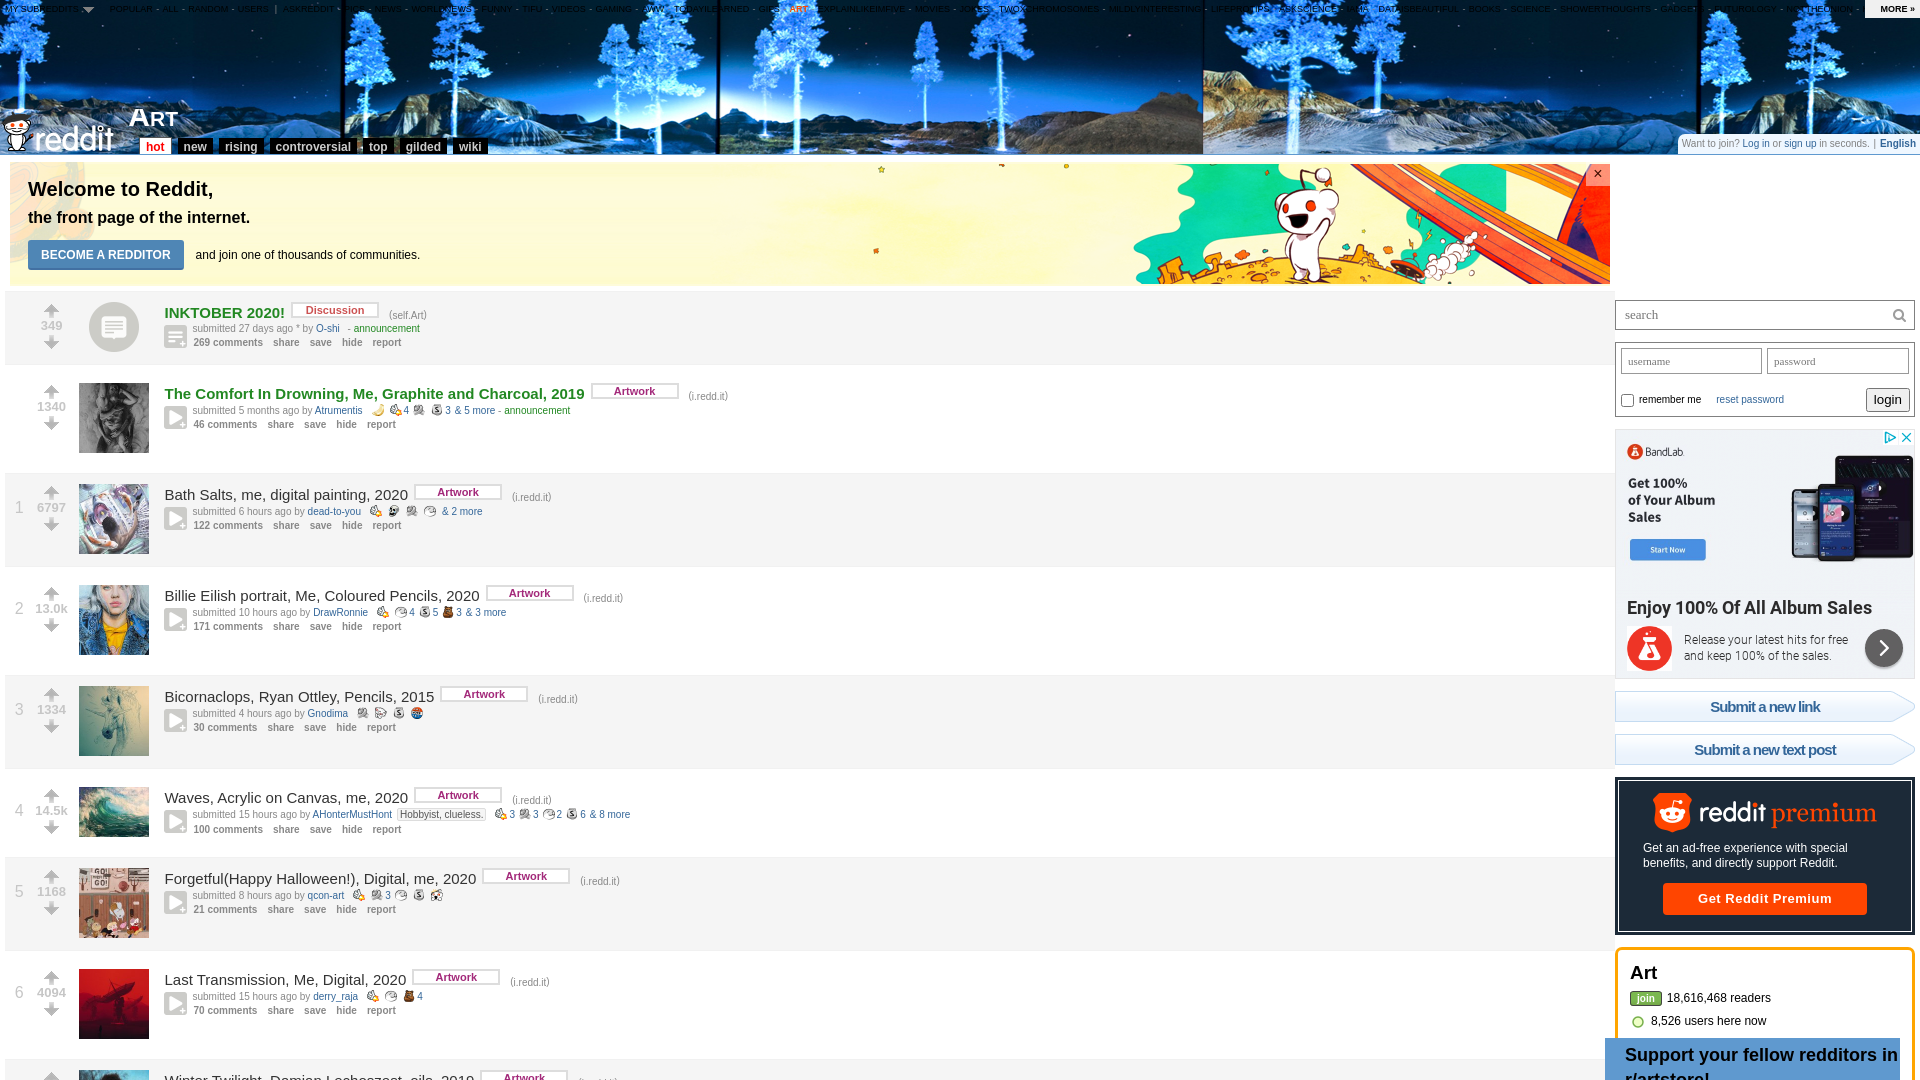 MY SUBREDDITS POPULAR - ALL - RANDOM - USERS | ASKREDDIT - PICS - NEWS - WORLDNEWS - FUNNY - TIFU - VIDEOS - GAMING - AWW - TODAYILEARNED - GIFS - ART - EXPLAINLIKEIMFIVE - MOVIES - JOKES - TWOXCHROMOSOMES - MILDLYINTERESTING - LIFEPROTIPS - ASKSCIENCE - IAMA - DATAISBEAUTIFUL - BOOKS - SCIENCE - SHOWERTHOUGHTS - GADGETS - FUTUROLOGY - NOTTHEONION - MORE »
reddit ART
hot new rising controversial top gilded wiki
Want to join? Log in or sign up in seconds. | English
Welcome to Reddit,
the front page of the internet.
BECOME A REDDITOR and join one of thousands of communities.
×
INKTOBER 2020! Discussion (self.Art)
349
submitted 27 days ago * by O-shi - announcement
269 comments share save hide report
The Comfort In Drowning, Me, Graphite and Charcoal, 2019 Artwork (i.redd.it)
1340
submitted 5 months ago by Atrumentis 4 3 & 5 more - announcement
46 comments share save hide report
Bath Salts, me, digital painting, 2020 Artwork (i.redd.it)
1 6797
submitted 6 hours ago by dead-to-you & 2 more
122 comments share save hide report
Billie Eilish portrait, Me, Coloured Pencils, 2020 Artwork (i.redd.it)
2 13.0k
submitted 10 hours ago by DrawRonnie 4 5 3 & 3 more
171 comments share save hide report
Bicornaclops, Ryan Ottley, Pencils, 2015 Artwork (i.redd.it)
3 1334
submitted 4 hours ago by Gnodima
30 comments share save hide report
Waves, Acrylic on Canvas, me, 2020 Artwork (i.redd.it)
4 14.5k
submitted 15 hours ago by AHonterMustHont Hobbyist, clueless. 3 3 2 6 & 8 more
100 comments share save hide report
Forgetful(Happy Halloween!), Digital, me, 2020 Artwork (i.redd.it)
5 1168
submitted 8 hours ago by qcon-art 3
21 comments share save hide report
Last Transmission, Me, Digital, 2020 Artwork (i.redd.it)
6 4094
submitted 15 hours ago by derry_raja 4
70 comments share save hide report
Artwork
search
username password
remember me reset password login
BandLab
Get 100%
of Your Album
Sales
Start Now
Enjoy 100% Of All Album Sales
Release your latest hits for free
and keep 100% of the sales.
Submit a new link
Submit a new text post
reddit premium
Get an ad-free experience with special
benefits, and directly support Reddit.
Get Reddit Premium
Art
join 18,616,468 readers
8,526 users here now
Support your fellow redditors in
r/artstore!